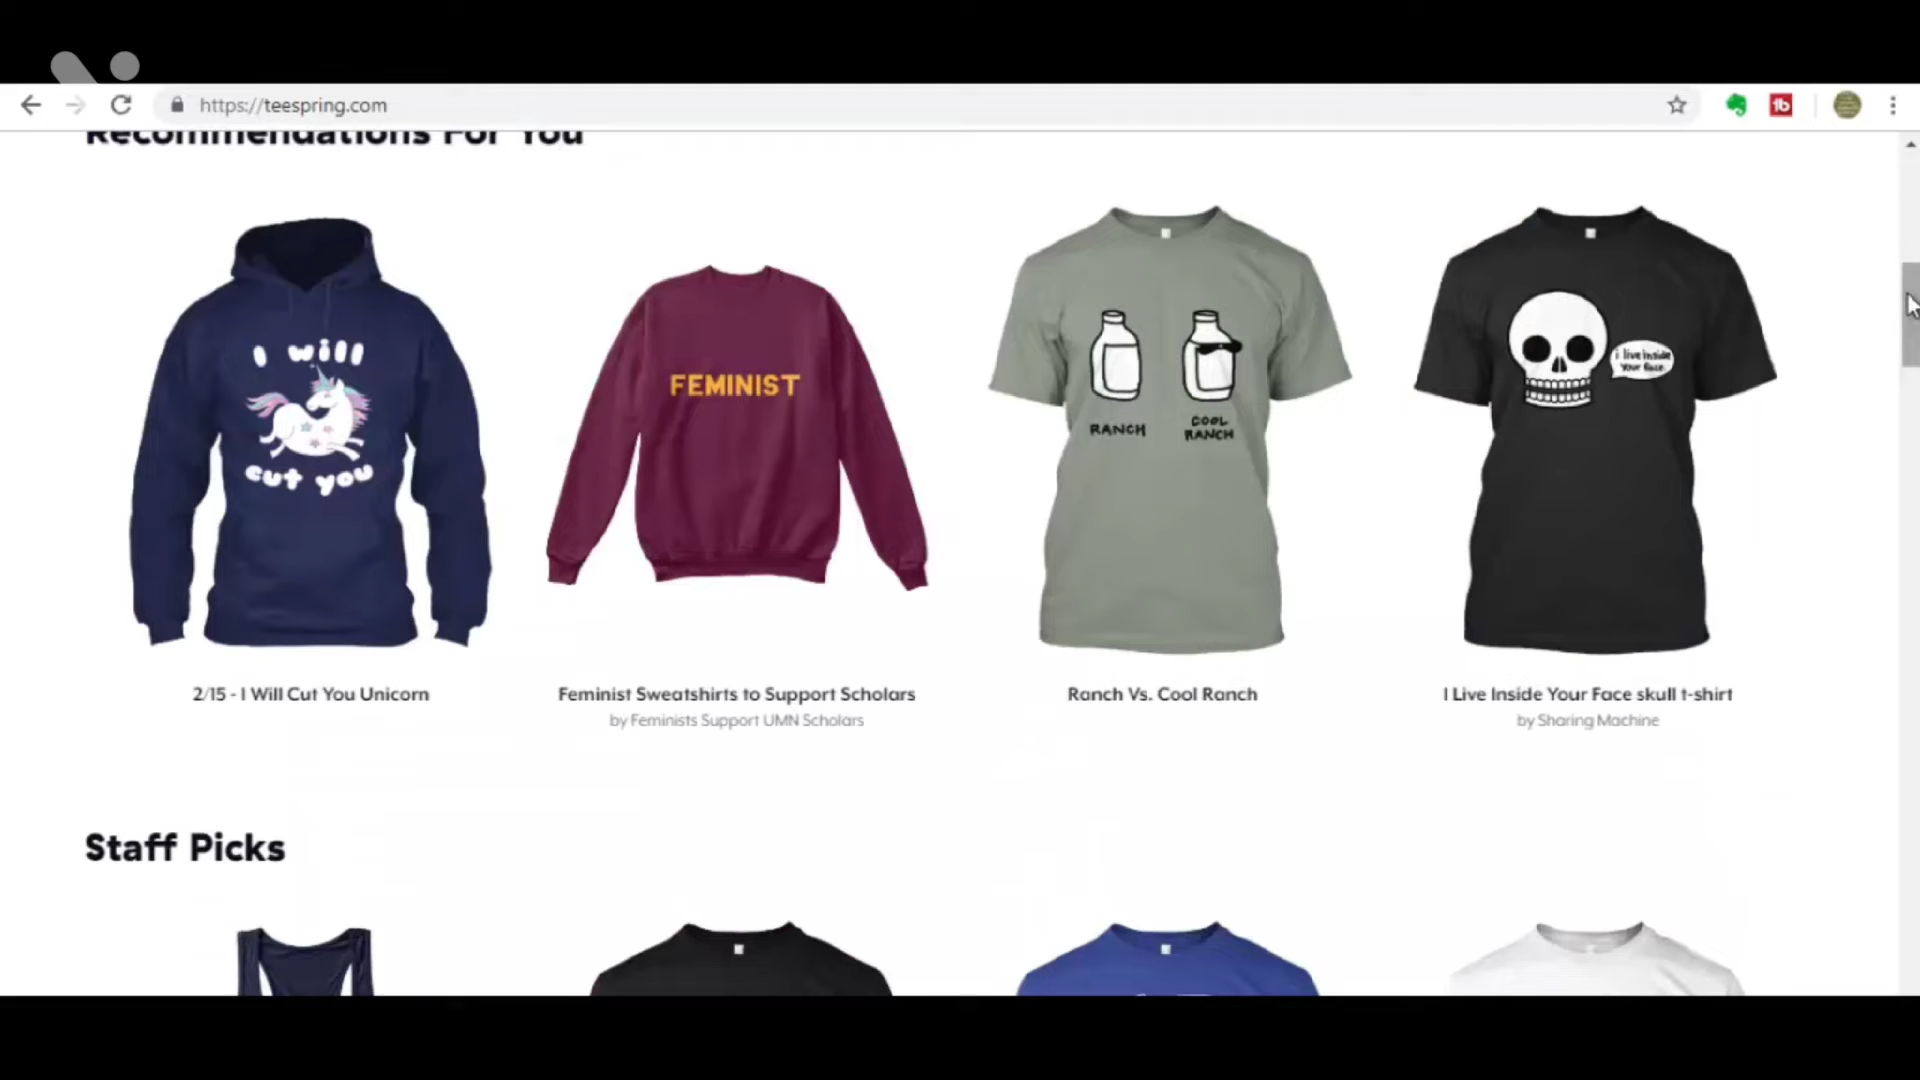 https://teespring.com
Recommendations For You
I will
cut you
FEMINIST
RANCH
COOL
RANCH
i live inside
your face
2/15 - I Will Cut You Unicorn
Feminist Sweatshirts to Support Scholars
by Feminists Support UMN Scholars
Ranch Vs. Cool Ranch
I Live Inside Your Face skull t-shirt
by Sharing Machine
Staff Picks